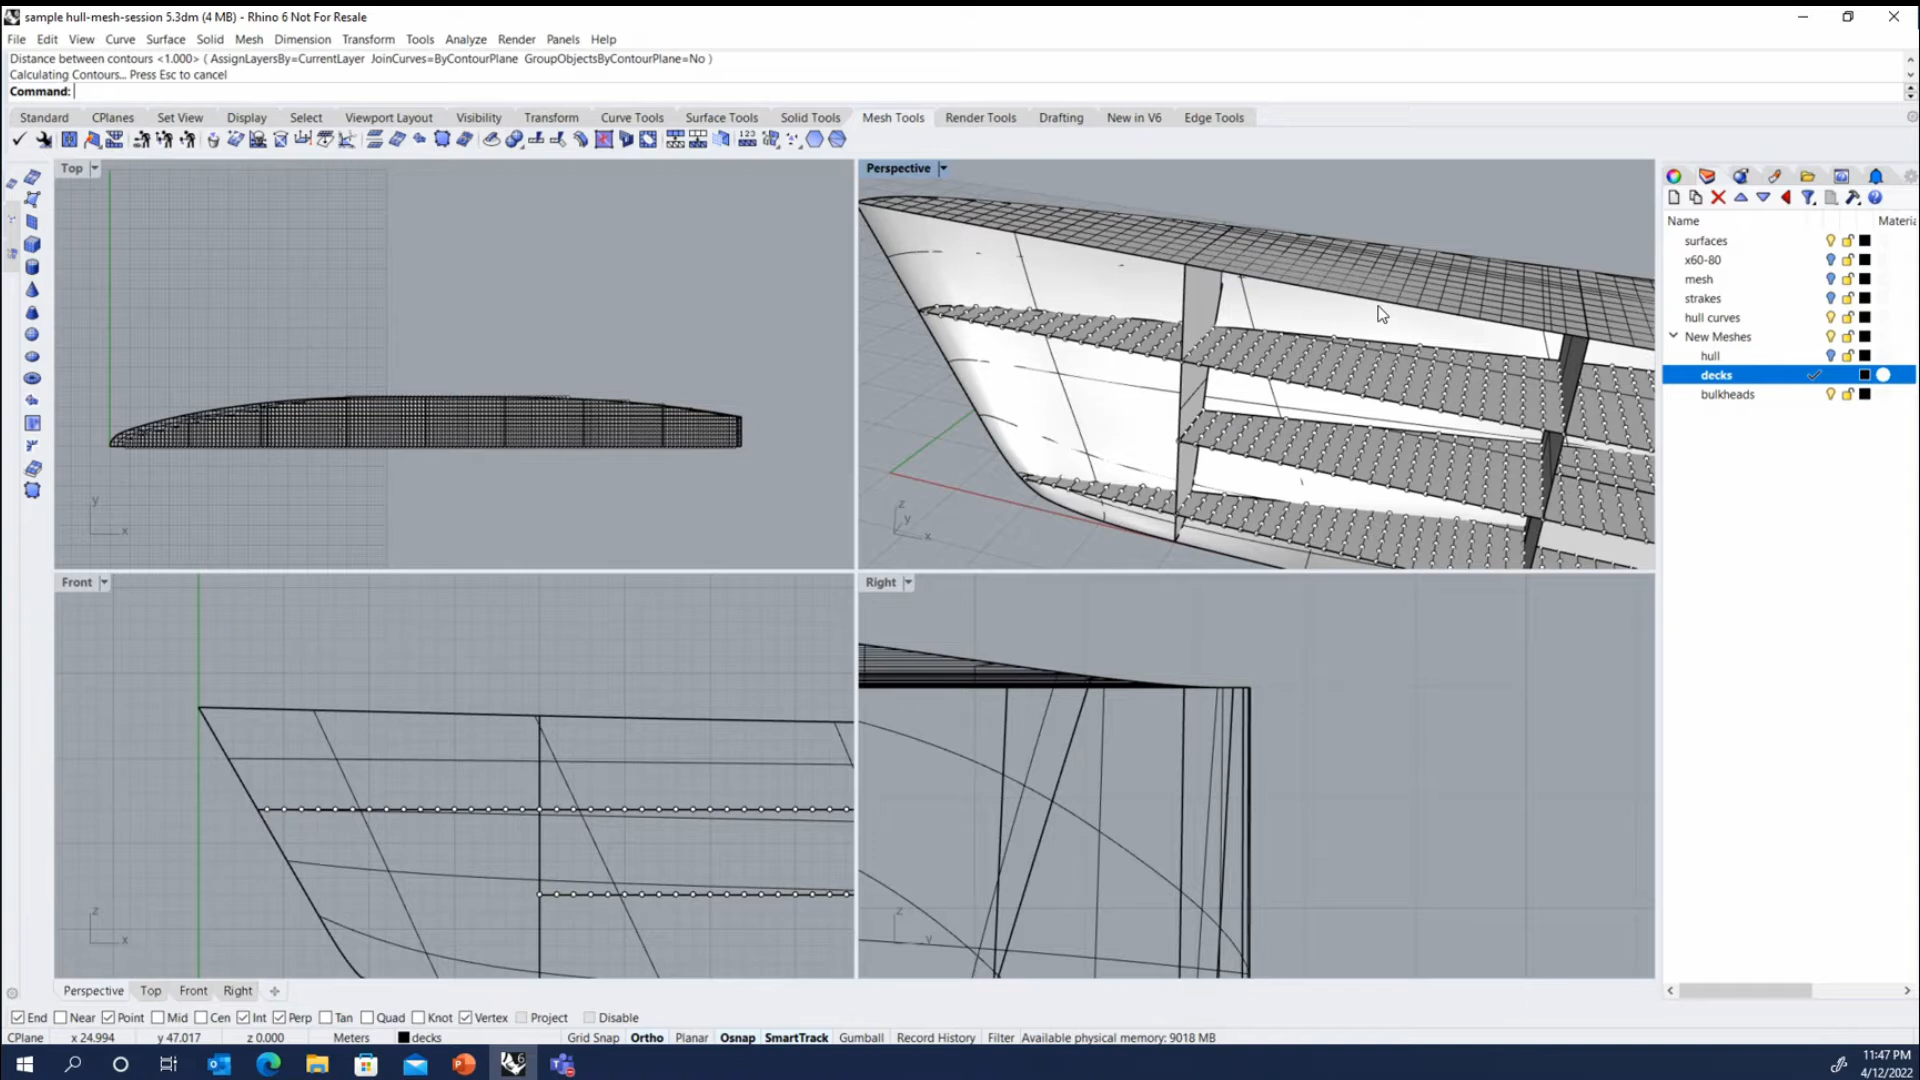 sample hull-mesh-session 5.3dm (4 MB) - Rhino 6 Not For Resale
File Edit View Curve Surface Solid Mesh Dimension Transform Tools Analyze Render Panels Help
Distance between contours <1.000> ( AssignLayersBy=CurrentLayer JoinCurves=ByContourPlane GroupObjectsByContourPlane=No )
Calculating Contours... Press Esc to cancel
Command:
Standard CPlanes Set View Display Select Viewport Layout Visibility Transform Curve Tools Surface Tools Solid Tools Mesh Tools Render Tools Drafting New in V6 Edge Tools
123
Top
Perspective
Name Materia
surfaces
x60-80
mesh
strakes
hull curves
New Meshes
hull
decks
bulkheads
y
x
z
y
x
Front
Right
z
x
z
y
Perspective Top Front Right
End Near Point Mid Cen Int Perp Tan Quad Knot Vertex Project Disable
CPlane x 24.994 y 47.017 z 0.000 Meters decks Grid Snap Ortho Planar Osnap SmartTrack Gumball Record History Filter Available physical memory: 9018 MB
11:47 PM
4/12/2022